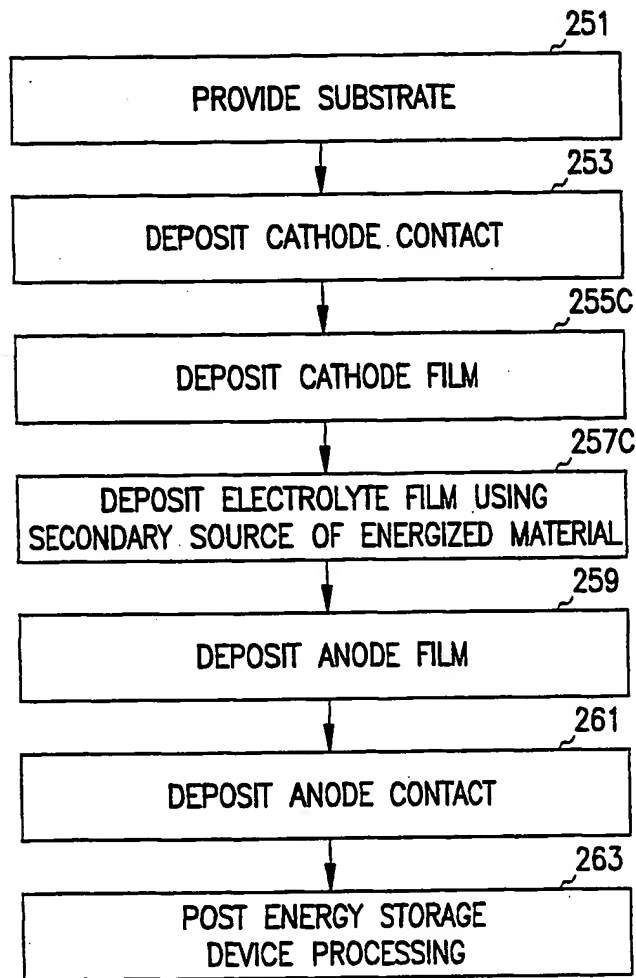 251
PROVIDE SUBSTRATE
253
DEPOSIT CATHODE CONTACT
255C
DEPOSIT CATHODE FILM
257C
DEPOSIT ELECTROLYTE FILM USING
SECONDARY SOURCE OF ENERGIZED MATERIAL
259
DEPOSIT ANODE FILM
261
DEPOSIT ANODE CONTACT
263
POST ENERGY STORAGE
DEVICE PROCESSING